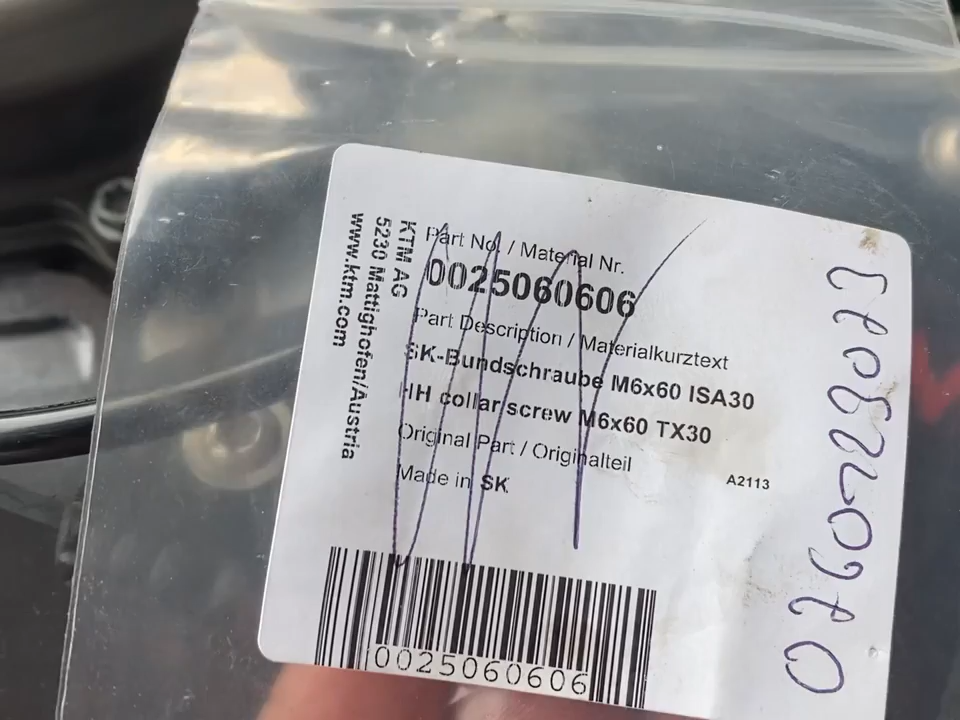 KTM AG
5230 Mattighofen/Austria
www.ktm.com
Part No. / Material Nr.
0025060606
Part Description / Materialkurztext
SK-Bundschraube M6x60 ISA30
HH collar screw M6x60 TX30
Original Part / Originalteil
Made in SK
A2113
0025060606